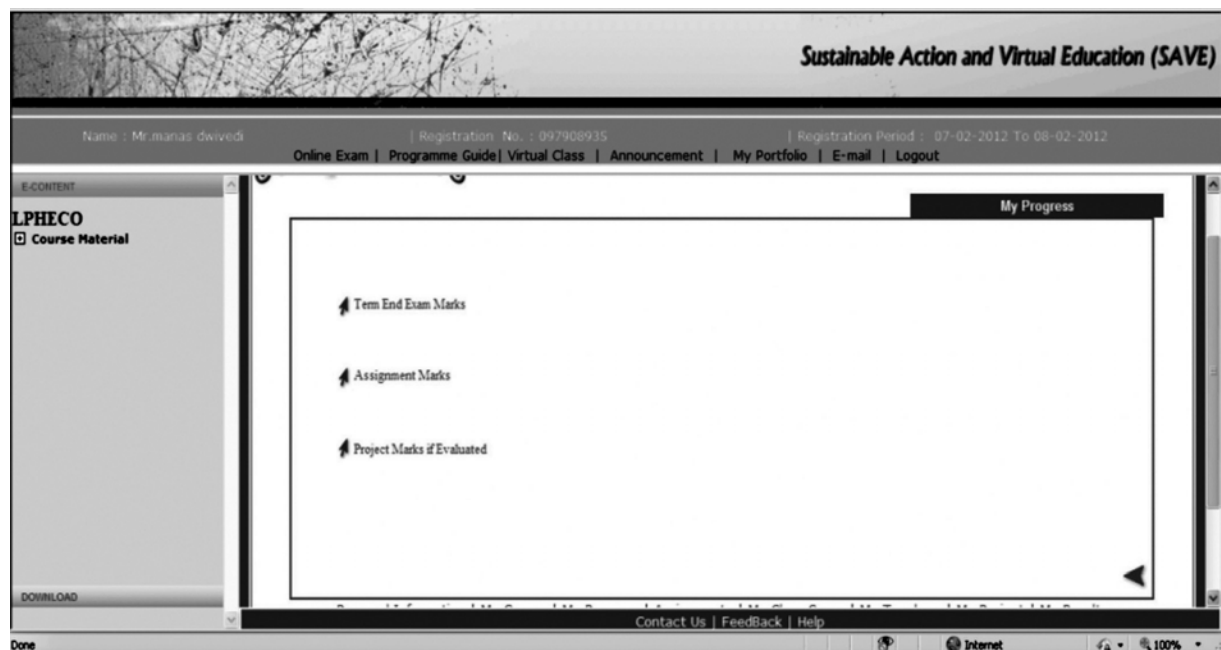 Sustainable Action and Virtual Education (SAVE)
Name : Mr.manas dwivedi | Registration No. : 097908935 | Registration Period : 07-02-2012 To 08-02-2012
Online Exam | Programme Guide| Virtual Class | Announcement | My Portfolio | E-mail | Logout
E-CONTENT
LPHECO
Course Material
My Progress
Term End Exam Marks
Assignment Marks
Project Marks if Evaluated
DOWNLOAD
Contact Us | FeedBack | Help
Done
Internet
100%